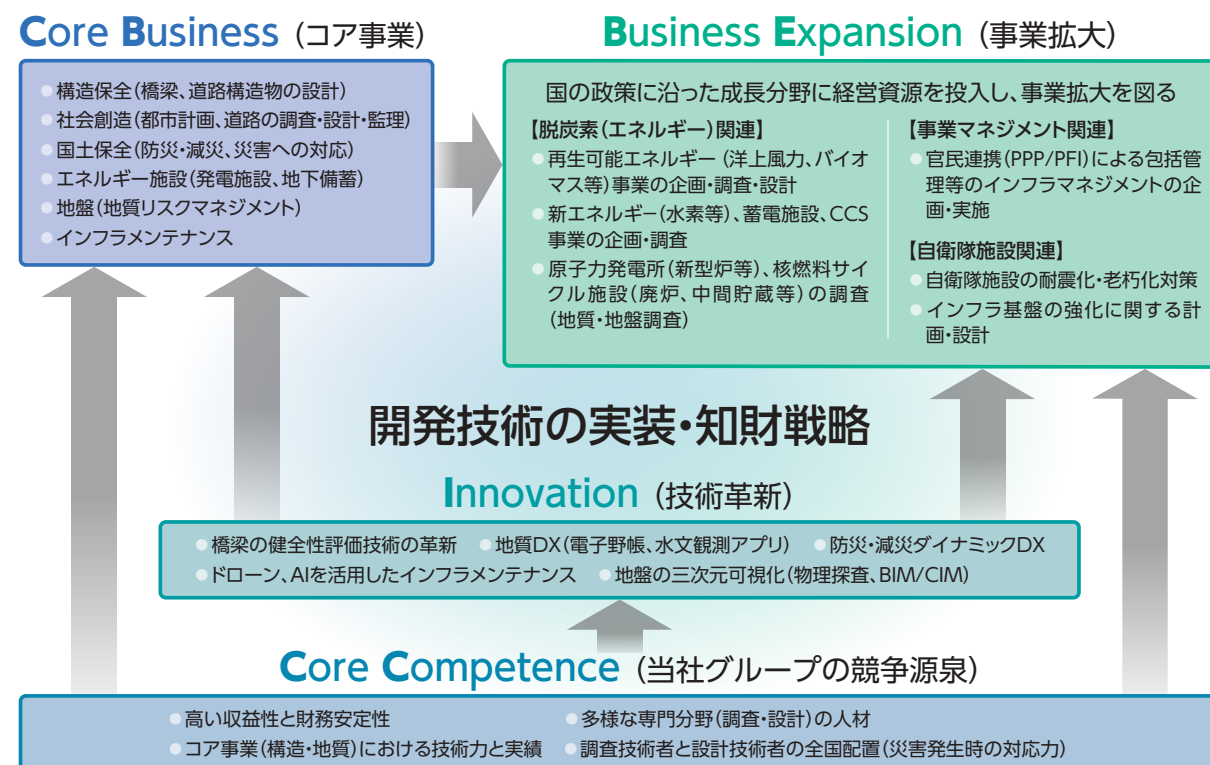 Core Business (コア事業)
●構造保全(橋梁、道路構造物の設計)
●社会創造(都市計画、道路の調査・設計・監理)
●国土保全(防災・減災、災害への対応)
●エネルギー施設(発電施設、地下備蓄)
●地盤(地質リスクマネジメント)
●インフラメンテナンス
Business Expansion (事業拡大)
国の政策に沿った成長分野に経営資源を投入し、事業拡大を図る
【脱炭素(エネルギー)関連】
●再生可能エネルギー (洋上風力、バイオ
マス等)事業の企画・調査・設計
●新エネルギー(水素等)、蓄電施設、CCS
事業の企画・調査
●原子力発電所(新型炉等)、核燃料サイ
クル施設(廃炉、中間貯蔵等)の調査
(地質・地盤調査)
【事業マネジメント関連】
●官民連携(PPP/PFI)による包括管
理等のインフラマネジメントの企
画・実施
【自衛隊施設関連】
●自衛隊施設の耐震化・老朽化対策
●インフラ基盤の強化に関する計
画・設計
開発技術の実装・知財戦略
Innovation (技術革新)
●橋梁の健全性評価技術の革新 ●地質DX(電子野帳、水文観測アプリ) ●防災・減災ダイナミックDX
●ドローン、AIを活用したインフラメンテナンス ●地盤の三次元可視化(物理探査、BIM/CIM)
Core Competence (当社グループの競争源泉)
●高い収益性と財務安定性 ●多様な専門分野(調査・設計)の人材
●コア事業(構造・地質)における技術力と実績 ●調査技術者と設計技術者の全国配置(災害発生時の対応力)